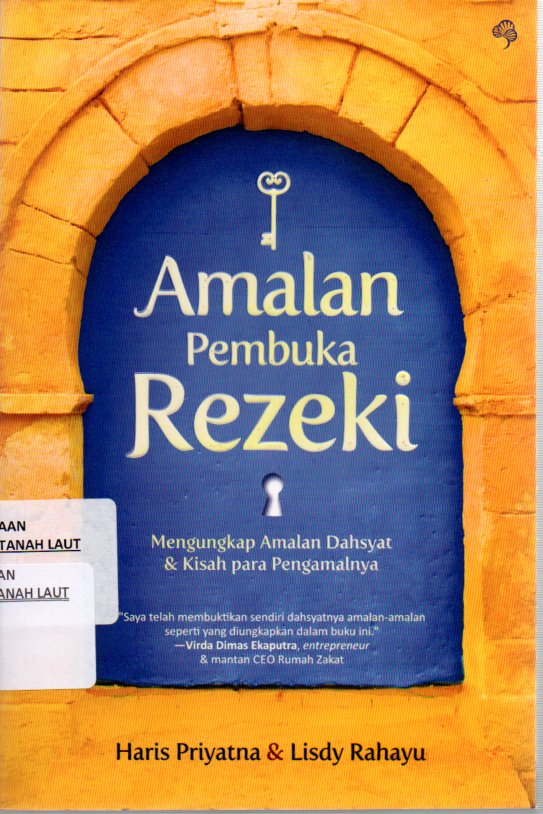 Amalan
Pembuka
Rezeki
Mengungkap Amalan Dahsyat
& Kisah para Pengamalnya
AAN
TANAH LAUT
AN
ANAH LAUT
"Saya telah membuktikan sendiri dahsyatnya amalan-amalan
seperti yang diungkapkan dalam buku ini."
—Virda Dimas Ekaputra, entrepreneur
& mantan CEO Rumah Zakat
Haris Priyatna & Lisdy Rahayu